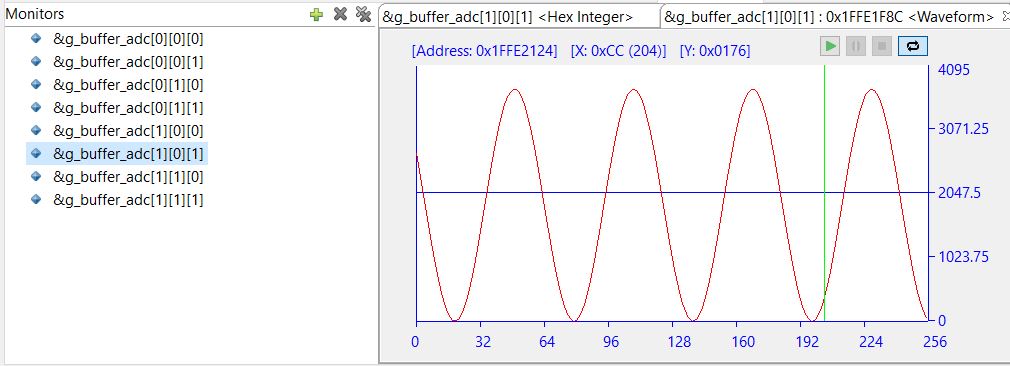 Monitors
&g_buffer_adc[0][0][0]
&g_buffer_adc[0][0][1]
&g_buffer_adc[0][1][0]
&g_buffer_adc[0][1][1]
&g_buffer_adc[1][0][0]
&g_buffer_adc[1][0][1]
&g_buffer_adc[1][1][0]
&g_buffer_adc[1][1][1]
&g_buffer_adc[1][0][1] <Hex Integer>
&g_buffer_adc[1][0][1] : 0x1FFE1F8C <Waveform>
[Address: 0x1FFE2124] [X: 0xCC (204)] [Y: 0x0176]
4095
3071.25
2047.5
1023.75
0
0 32 64 96 128 160 192 224 256